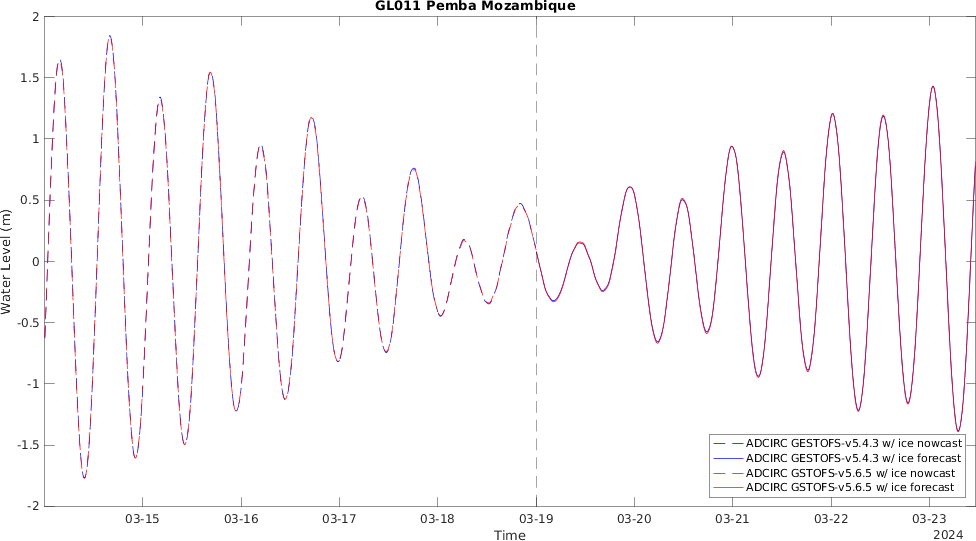 GL011 Pemba Mozambique
2
1.5
1
0.5
0
-0.5
-1
-1.5
-2
Water Level (m)
ADCIRC GESTOFS-v5.4.3 w/ ice nowcast
ADCIRC GESTOFS-v5.4.3 w/ ice forecast
ADCIRC GSTOFS-v5.6.5 w/ ice nowcast
ADCIRC GSTOFS-v5.6.5 w/ ice forecast
03-15 03-16 03-17 03-18 03-19 03-20 03-21 03-22 03-23
Time
2024